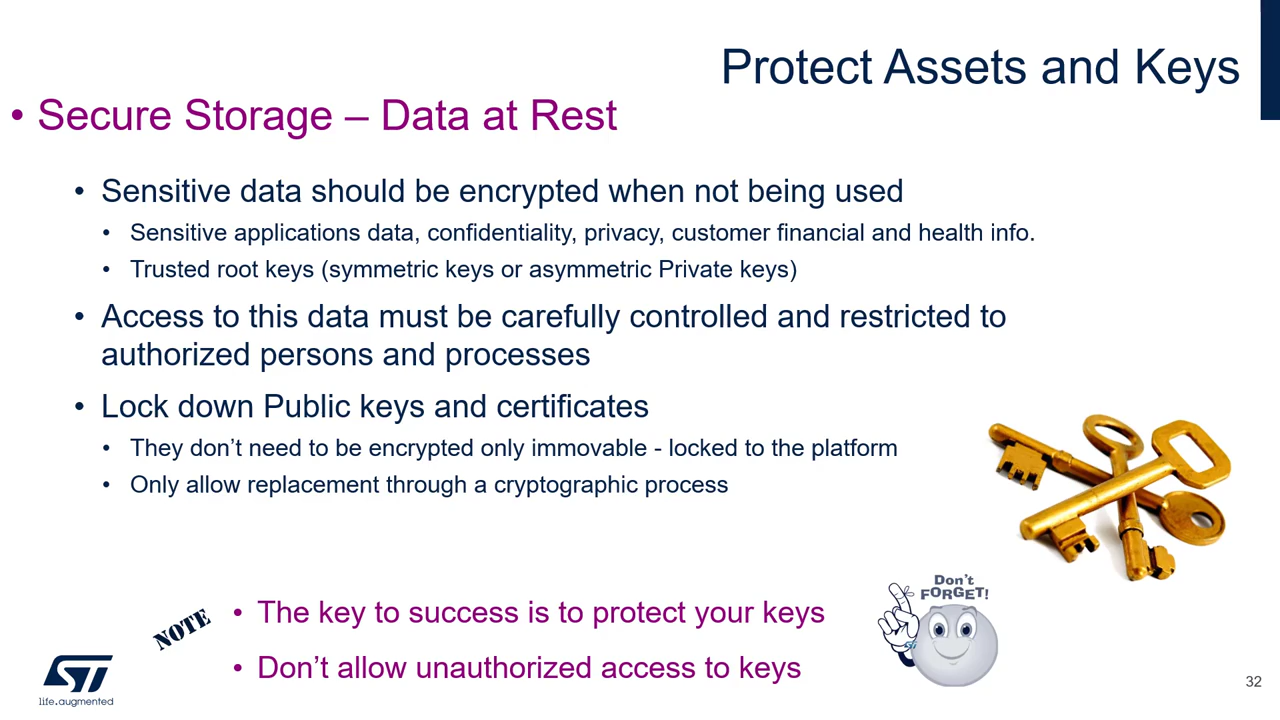 Protect Assets and Keys
• Secure Storage – Data at Rest
• Sensitive data should be encrypted when not being used
• Sensitive applications data, confidentiality, privacy, customer financial and health info.
• Trusted root keys (symmetric keys or asymmetric Private keys)
• Access to this data must be carefully controlled and restricted to
authorized persons and processes
• Lock down Public keys and certificates
• They don’t need to be encrypted only immovable - locked to the platform
• Only allow replacement through a cryptographic process
Don't
FORGET!
NOTE
• The key to success is to protect your keys
• Don’t allow unauthorized access to keys
ST
life.augmented
32